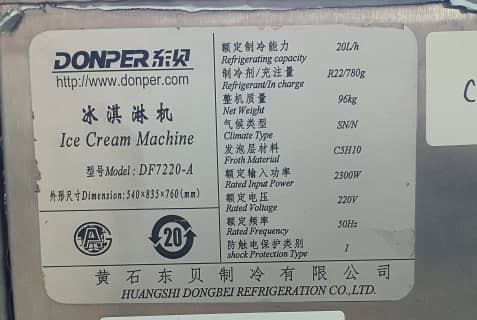 DONPER东贝
http://www.donper.com
冰淇淋机
Ice Cream Machine
型号Model: DF7220-A
外形尺寸Dimension: 540×835×760(mm)
20
额定制冷能力 20L/h
Refrigerating capacity
制冷剂/充注量 R22/780g
Refrigerant/In charge
整机质量 96kg
Net Weight
气候类型 SN/N
Climate Type
发泡层材料 C5H10
Froth Material
额定输入功率 2300W
Rated Input Power
额定电压 220V
Rated Voltage
额定频率 50Hz
Rated Frequency
防触电保护类别 I
shock Protection Type
黄石东贝制冷有限公司
HUANGSHI DONGBEI REFRIGERATION CO.,LTD.
C